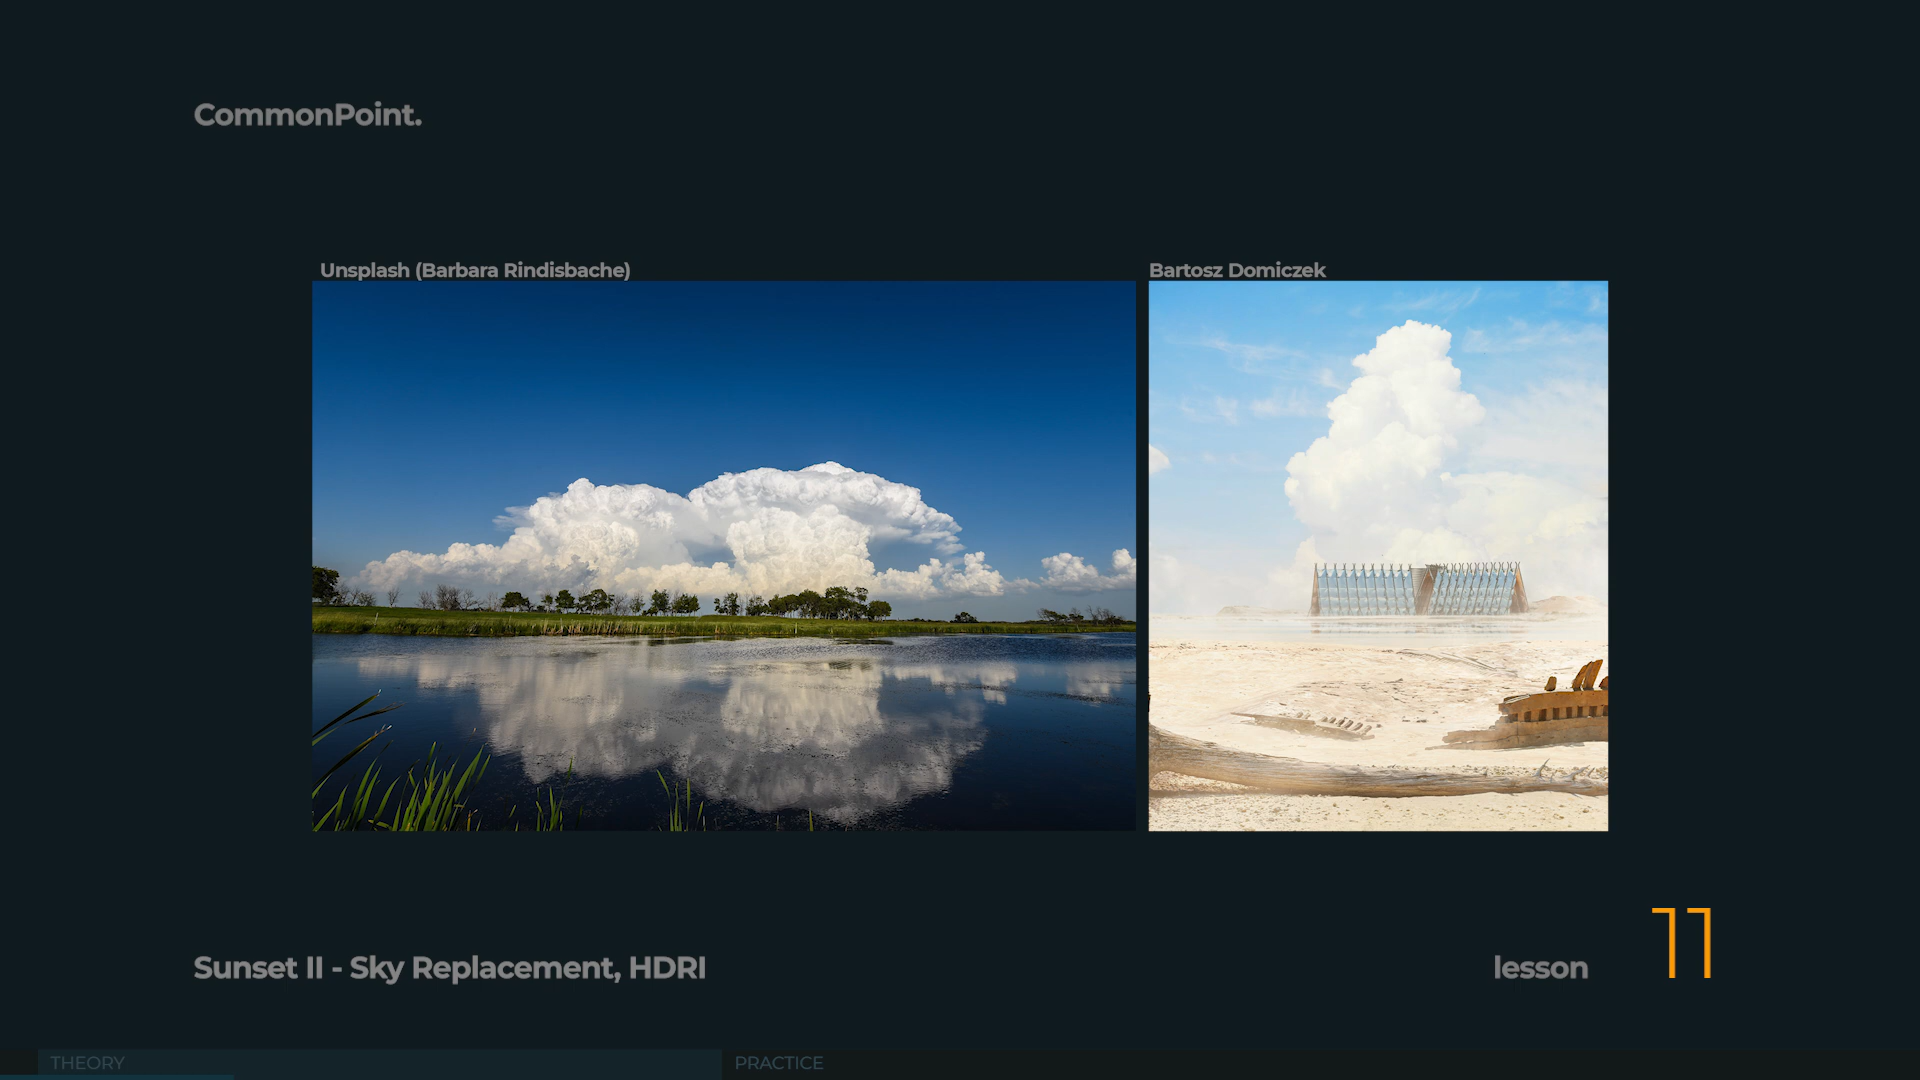 CommonPoint.
Unsplash (Barbara Rindisbache)
Bartosz Domiczek
Sunset II - Sky Replacement, HDRI
lesson 11
THEORY
PRACTICE